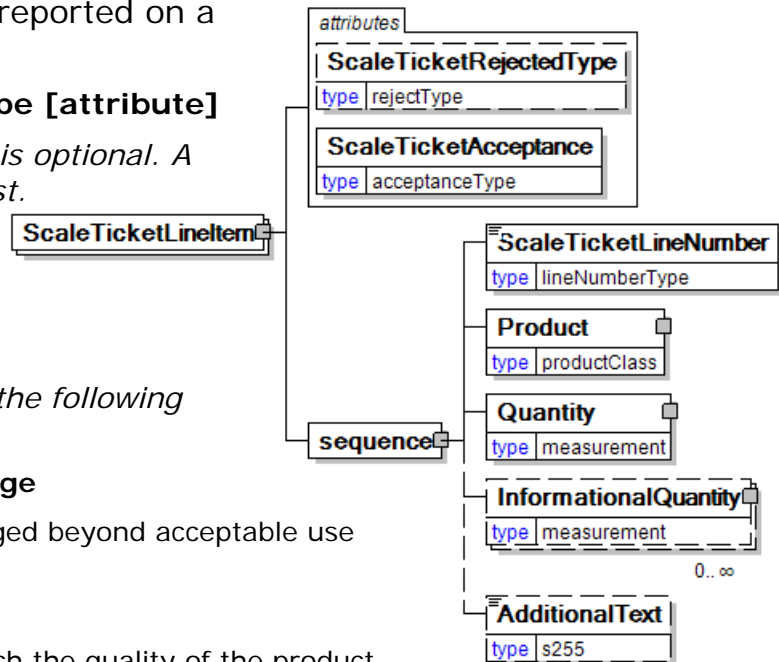 reported on a
pe [attribute]
is optional. A
st.
the following
ge
ged beyond acceptable use
ch the quality of the product
attributes
ScaleTicketRejectedType
type rejectType
ScaleTicketAcceptance
type acceptanceType
ScaleTicketLineItem
sequence
ScaleTicketLineNumber
type lineNumberType
Product
type productClass
Quantity
type measurement
InformationalQuantity
type measurement
0.. ∞
AdditionalText
type s255